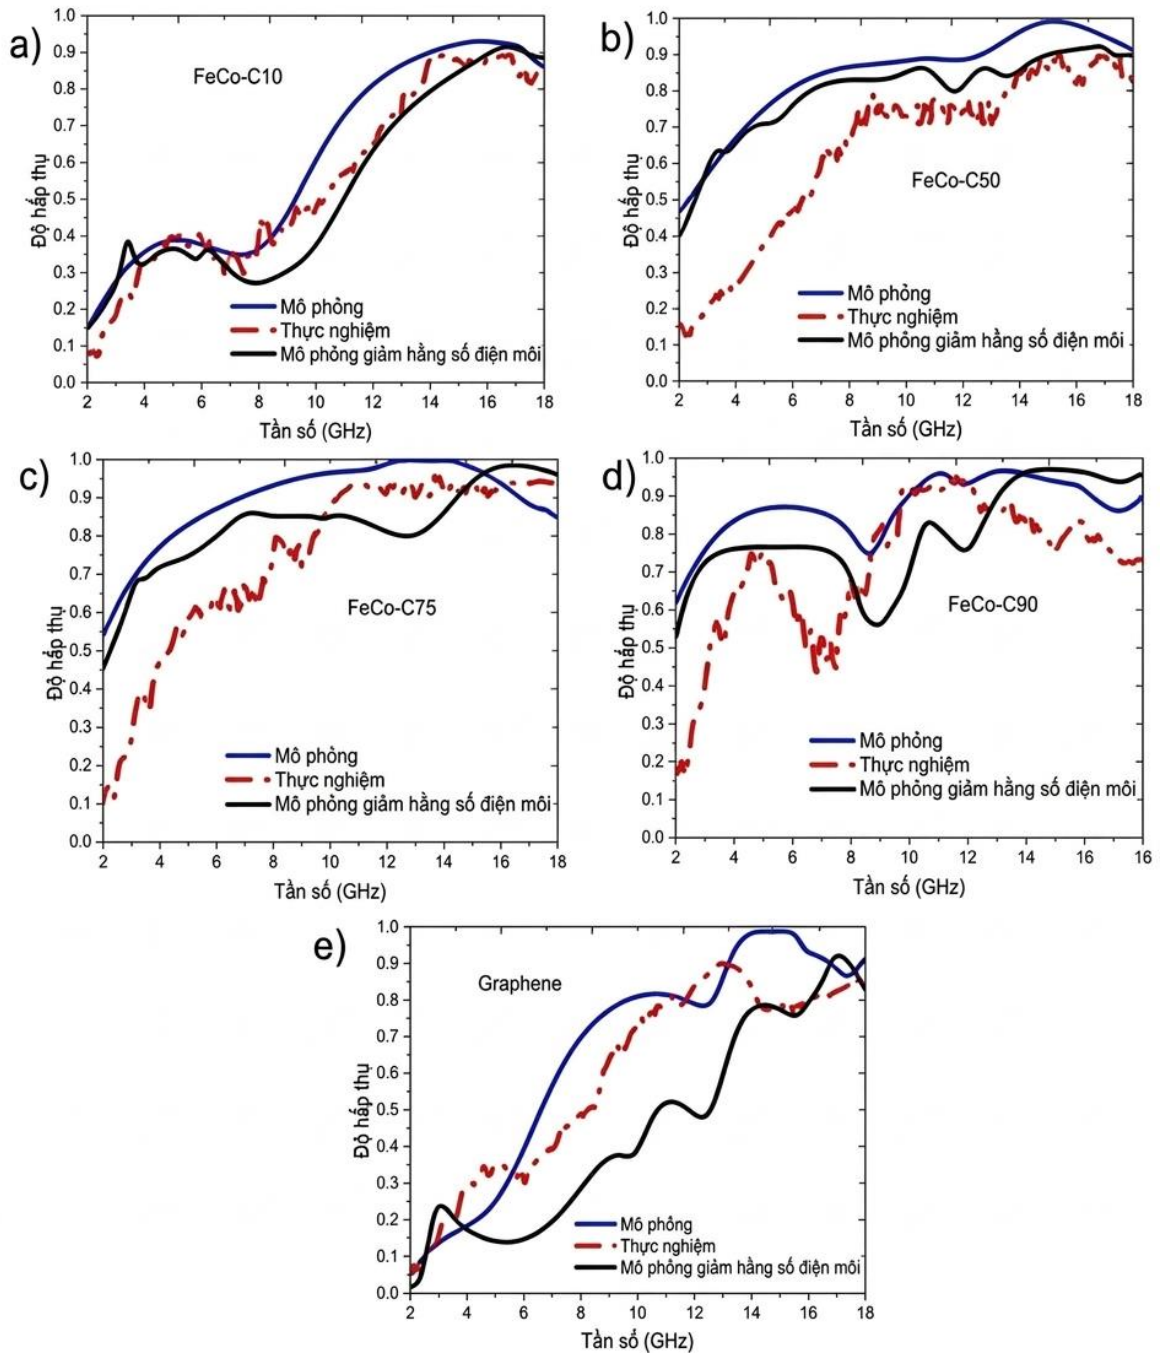 a)
FeCo-C10
Độ hấp thụ
1.0
0.9
0.8
0.7
0.6
0.5
0.4
0.3
0.2
0.1
0.0
Mô phỏng
Thực nghiệm
Mô phỏng giảm hằng số điện môi
2 4 6 8 10 12 14 16 18
Tần số (GHz)
b)
FeCo-C50
Độ hấp thụ
1.0
0.9
0.8
0.7
0.6
0.5
0.4
0.3
0.2
0.1
0.0
Mô phỏng
Thực nghiệm
Mô phỏng giảm hằng số điện môi
2 4 6 8 10 12 14 16 18
Tần số (GHz)
c)
FeCo-C75
Độ hấp thụ
1.0
0.9
0.8
0.7
0.6
0.5
0.4
0.3
0.2
0.1
0.0
Mô phỏng
Thực nghiệm
Mô phỏng giảm hằng số điện môi
2 4 6 8 10 12 14 16 18
Tần số (GHz)
d)
FeCo-C90
Độ hấp thụ
1.0
0.9
0.8
0.7
0.6
0.5
0.4
0.3
0.2
0.1
0.0
Mô phỏng
Thực nghiệm
Mô phỏng giảm hằng số điện môi
2 4 6 8 10 12 14 16
Tần số (GHz)
e)
Graphene
Độ hấp thụ
1.0
0.9
0.8
0.7
0.6
0.5
0.4
0.3
0.2
0.1
0.0
Mô phỏng
Thực nghiệm
Mô phỏng giảm hằng số điện môi
2 4 6 8 10 12 14 16 18
Tần số (GHz)